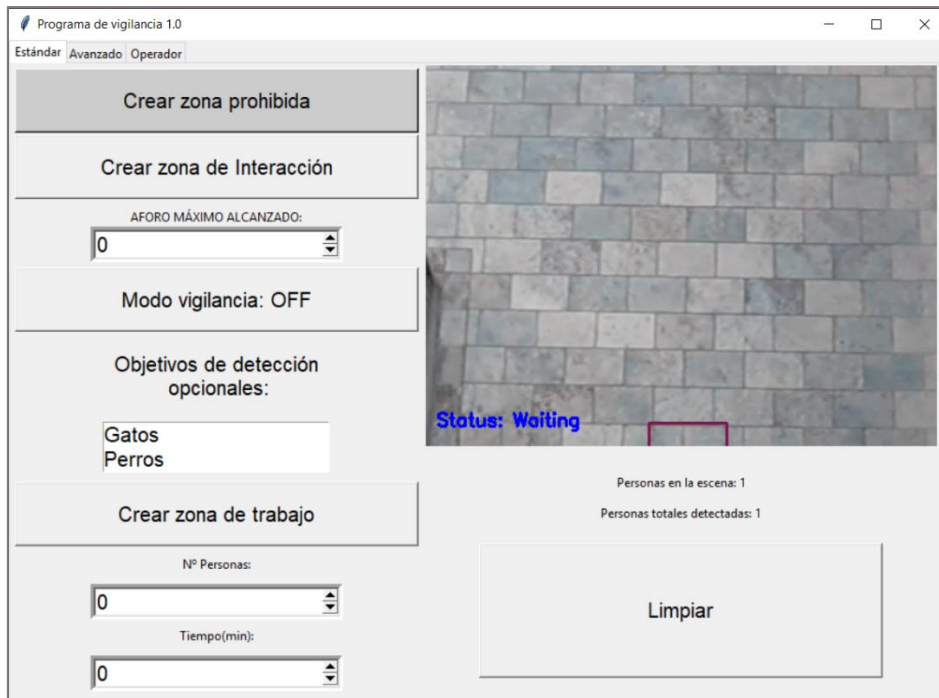 Programa de vigilancia 1.0
Estándar Avanzado Operador
Crear zona prohibida
Crear zona de Interacción
AFORO MÁXIMO ALCANZADO:
0
Modo vigilancia: OFF
Objetivos de detección
opcionales:
Gatos
Perros
Crear zona de trabajo
Nº Personas:
0
Tiempo(min):
0
Status: Waiting
Personas en la escena: 1
Personas totales detectadas: 1
Limpiar